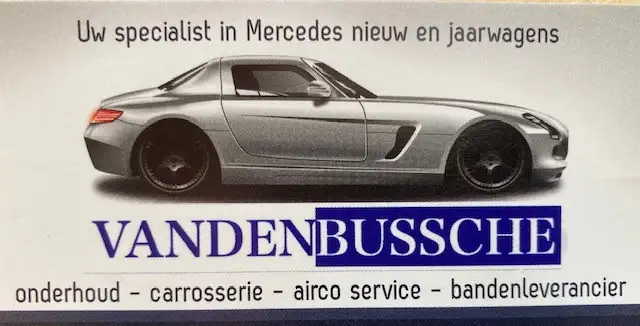 Uw specialist in Mercedes nieuw en jaarwagens
VANDENBUSSCHE
onderhoud - carrosserie - airco service - bandenleverancier